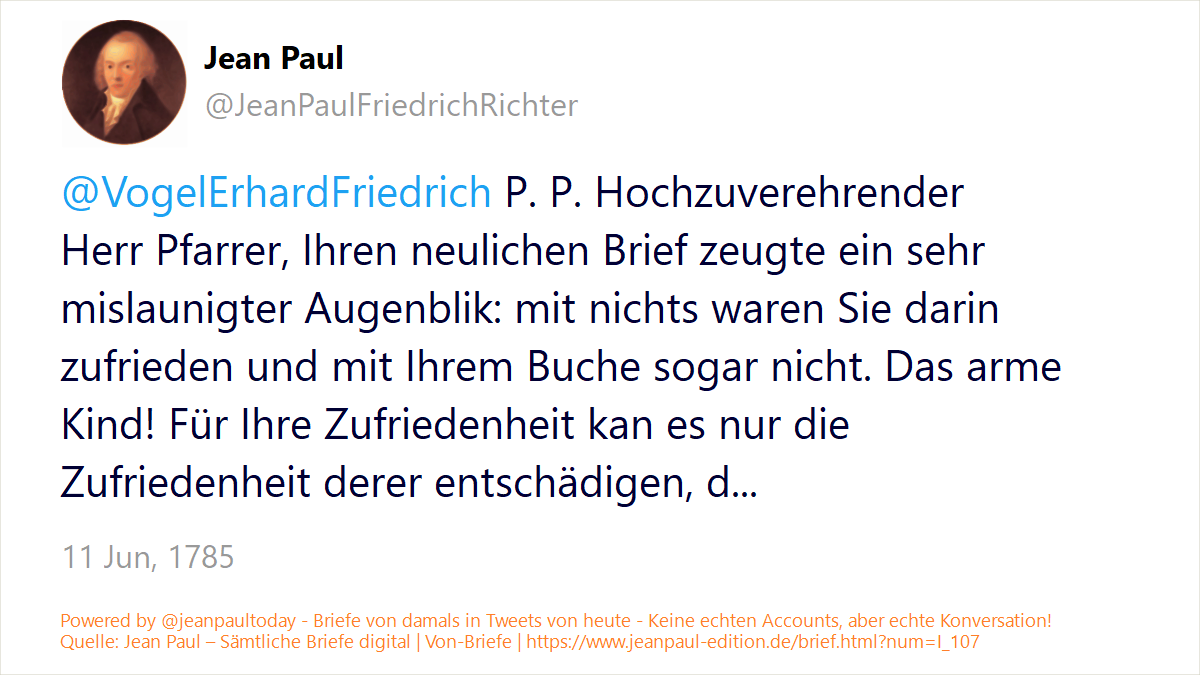 Jean Paul
@JeanPaulFriedrichRichter
@VogelErhardFriedrich P. P. Hochzuverehrender
Herr Pfarrer, Ihren neulichen Brief zeugte ein sehr
mislaunigter Augenblik: mit nichts waren Sie darin
zufrieden und mit Ihrem Buche sogar nicht. Das arme
Kind! Für Ihre Zufriedenheit kan es nur die
Zufriedenheit derer entschädigen, d...
11 Jun, 1785
Powered by @jeanpaultoday - Briefe von damals in Tweets von heute - Keine echten Accounts, aber echte Konversation!
Quelle: Jean Paul – Sämtliche Briefe digital | Von-Briefe | https://www.jeanpaul-edition.de/brief.html?num=I_107